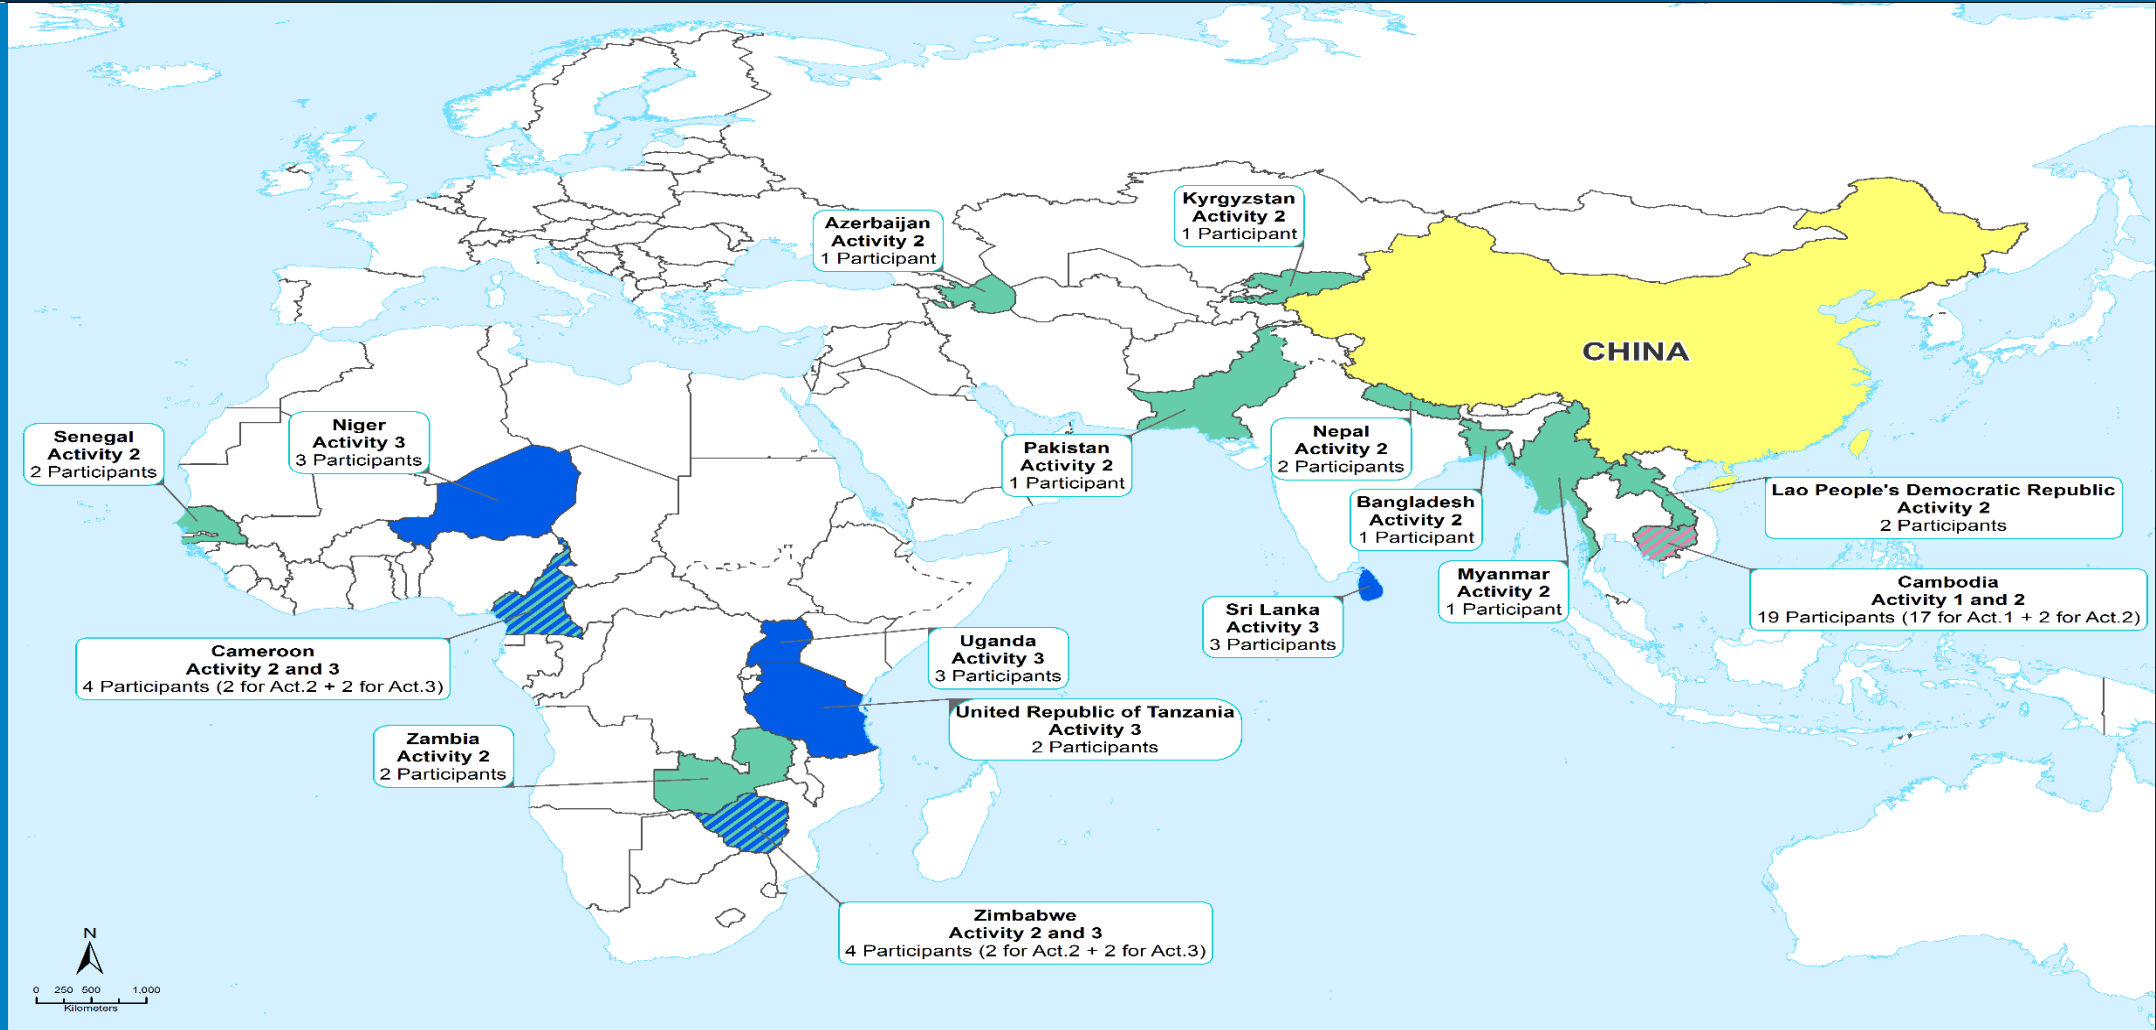 Kyrgyzstan
Activity 2
1 Participant
Azerbaijan
Activity 2
1 Participant
CHINA
Niger
Activity 3
3 Participants
Senegal
Activity 2
2 Participants
Nepal
Activity 2
2 Participants
Pakistan
Activity 2
1 Participant
Lao People's Democratic Republic
Activity 2
2 Participants
Bangladesh
Activity 2
1 Participant
Myanmar
Activity 2
1 Participant
Cambodia
Activity 1 and 2
19 Participants (17 for Act.1 + 2 for Act.2)
Sri Lanka
Activity 3
3 Participants
Uganda
Activity 3
3 Participants
Cameroon
Activity 2 and 3
4 Participants (2 for Act.2 + 2 for Act.3)
United Republic of Tanzania
Activity 3
2 Participants
Zambia
Activity 2
2 Participants
Zimbabwe
Activity 2 and 3
4 Participants (2 for Act.2 + 2 for Act.3)
N
0 250 500 1,000
Kilometers